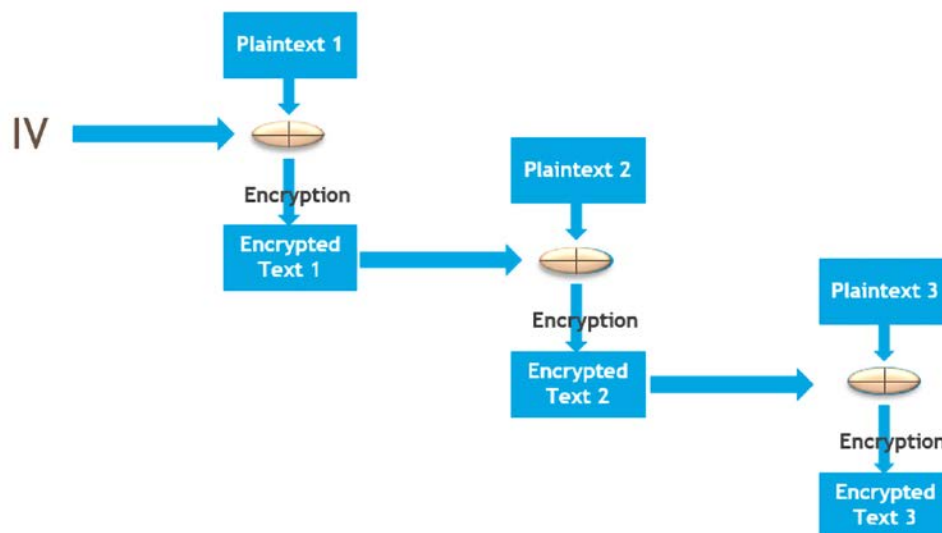 Plaintext 1
IV
Encryption
Plaintext 2
Encrypted
Text 1
Encryption
Plaintext 3
Encrypted
Text 2
Encryption
Encrypted
Text 3